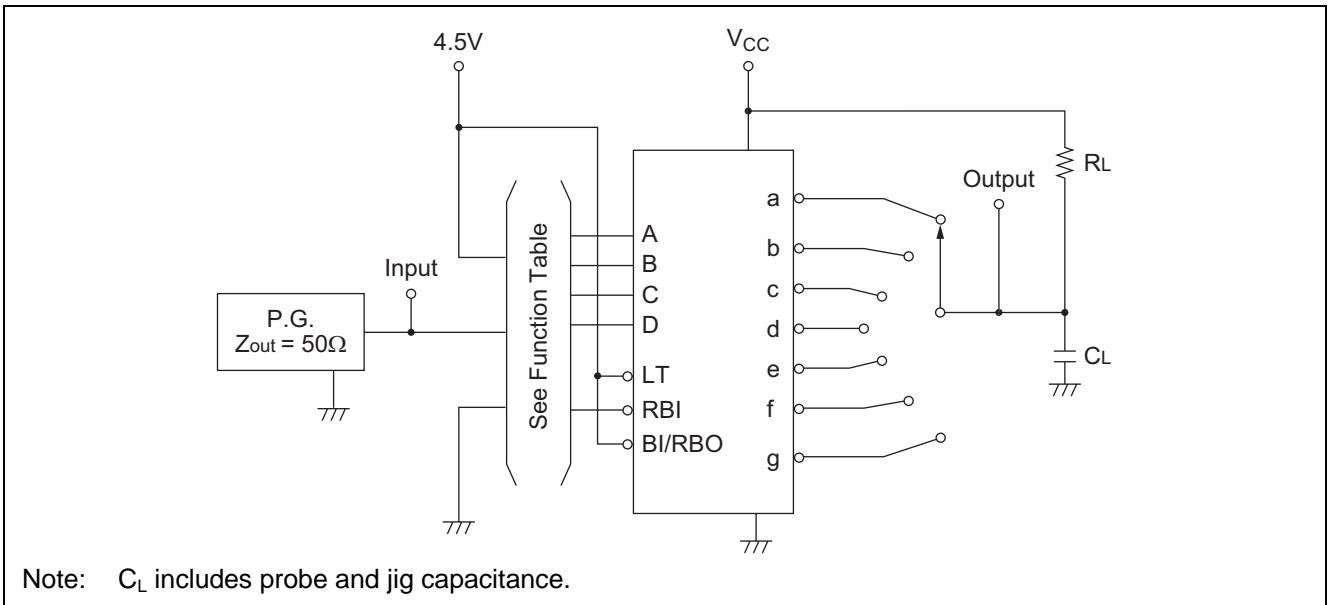 4.5V
VCC
RL
Output
a
A
b
B
Input
c
C
See Function Table
P.G.
Zout = 50Ω
d
D
CL
e
LT
f
RBI
g
BI/RBO
Note: CL includes probe and jig capacitance.